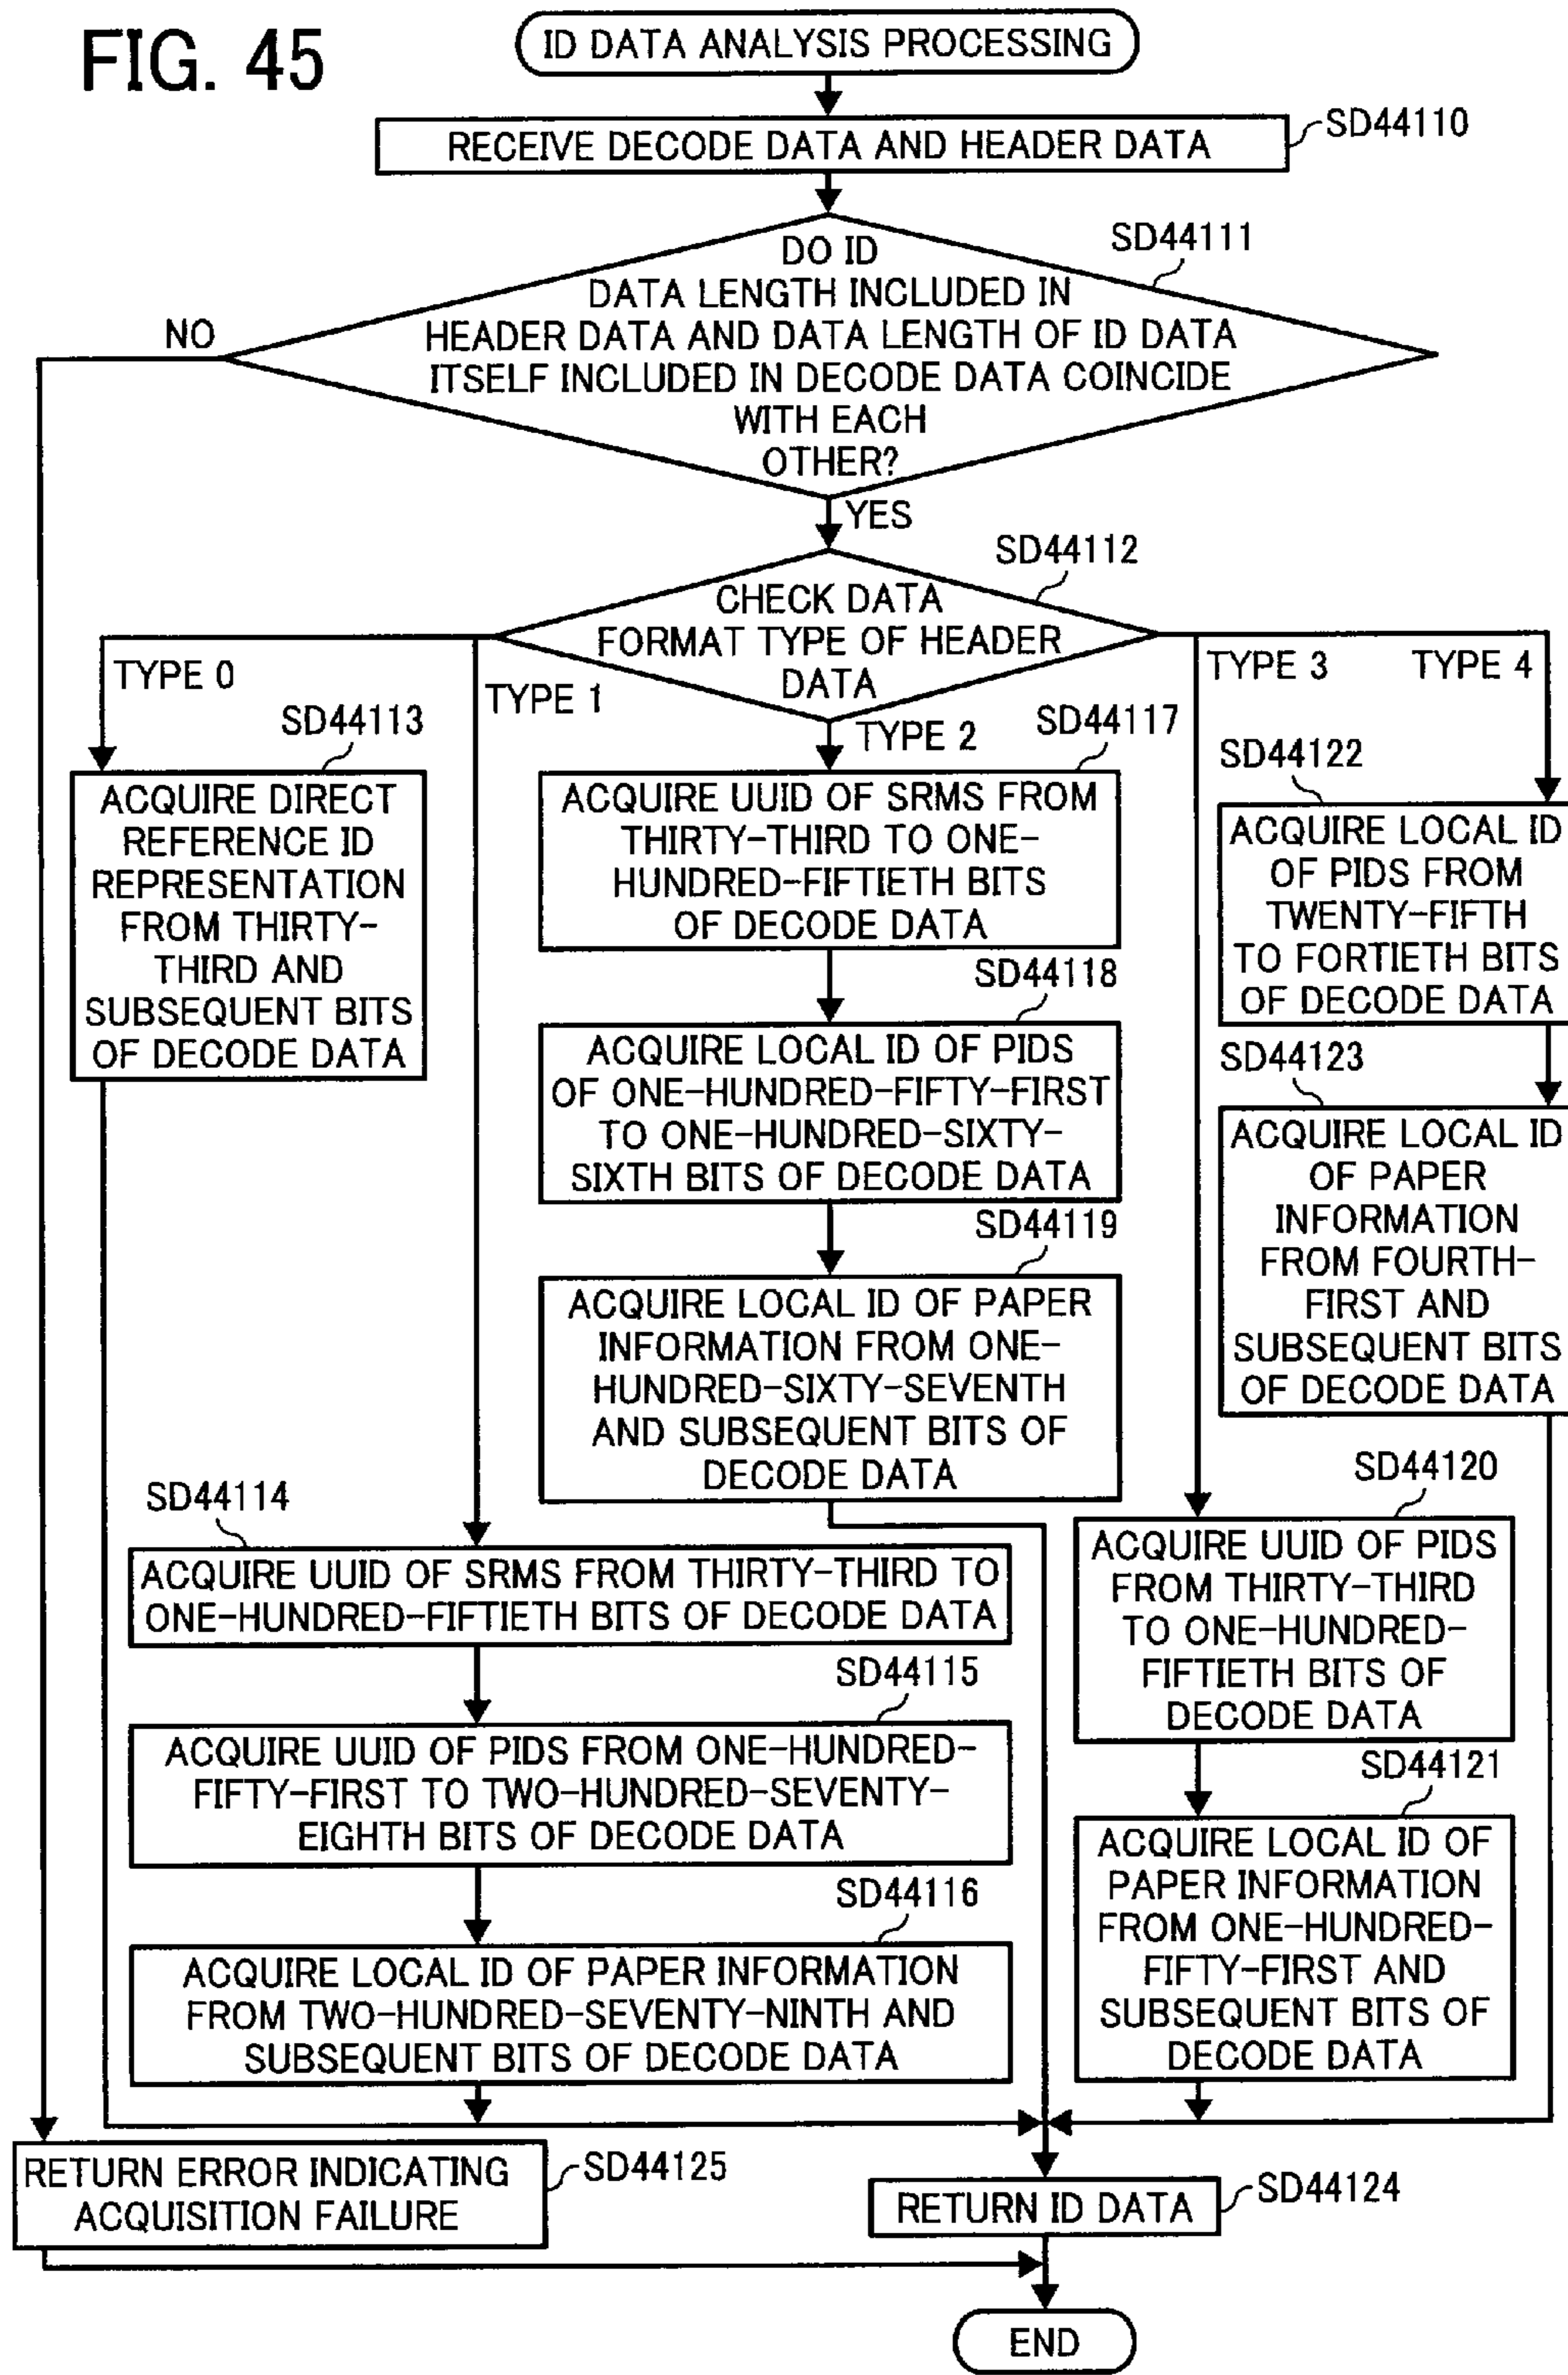 FIG. 45
ID DATA ANALYSIS PROCESSING
RECEIVE DECODE DATA AND HEADER DATA
SD44110
SD44111
DO ID
DATA LENGTH INCLUDED IN
HEADER DATA AND DATA LENGTH OF ID DATA
ITSELF INCLUDED IN DECODE DATA COINCIDE
WITH EACH
OTHER?
NO
YES
SD44112
CHECK DATA
FORMAT TYPE OF HEADER
DATA
TYPE 0
TYPE 1
TYPE 2
TYPE 3
TYPE 4
SD44113
ACQUIRE DIRECT
REFERENCE ID
REPRESENTATION
FROM THIRTY-
THIRD AND
SUBSEQUENT BITS
OF DECODE DATA
SD44117
ACQUIRE UUID OF SRMS FROM
THIRTY-THIRD TO ONE-
HUNDRED-FIFTIETH BITS
OF DECODE DATA
SD44118
ACQUIRE LOCAL ID OF PIDS
OF ONE-HUNDRED-FIFTY-FIRST
TO ONE-HUNDRED-SIXTY-
SIXTH BITS OF DECODE DATA
SD44119
ACQUIRE LOCAL ID OF PAPER
INFORMATION FROM ONE-
HUNDRED-SIXTY-SEVENTH
AND SUBSEQUENT BITS OF
DECODE DATA
SD44122
ACQUIRE LOCAL ID
OF PIDS FROM
TWENTY-FIFTH
TO FORTIETH BITS
OF DECODE DATA
SD44123
ACQUIRE LOCAL ID
OF PAPER
INFORMATION
FROM FOURTH-
FIRST AND
SUBSEQUENT BITS
OF DECODE DATA
SD44114
ACQUIRE UUID OF SRMS FROM THIRTY-THIRD TO
ONE-HUNDRED-FIFTIETH BITS OF DECODE DATA
SD44115
ACQUIRE UUID OF PIDS FROM ONE-HUNDRED-
FIFTY-FIRST TO TWO-HUNDRED-SEVENTY-
EIGHTH BITS OF DECODE DATA
SD44116
ACQUIRE LOCAL ID OF PAPER INFORMATION
FROM TWO-HUNDRED-SEVENTY-NINTH AND
SUBSEQUENT BITS OF DECODE DATA
SD44120
ACQUIRE UUID OF PIDS
FROM THIRTY-THIRD
TO ONE-HUNDRED-
FIFTIETH BITS OF
DECODE DATA
SD44121
ACQUIRE LOCAL ID OF
PAPER INFORMATION
FROM ONE-HUNDRED-
FIFTY-FIRST AND
SUBSEQUENT BITS OF
DECODE DATA
RETURN ERROR INDICATING
ACQUISITION FAILURE
SD44125
RETURN ID DATA
SD44124
END